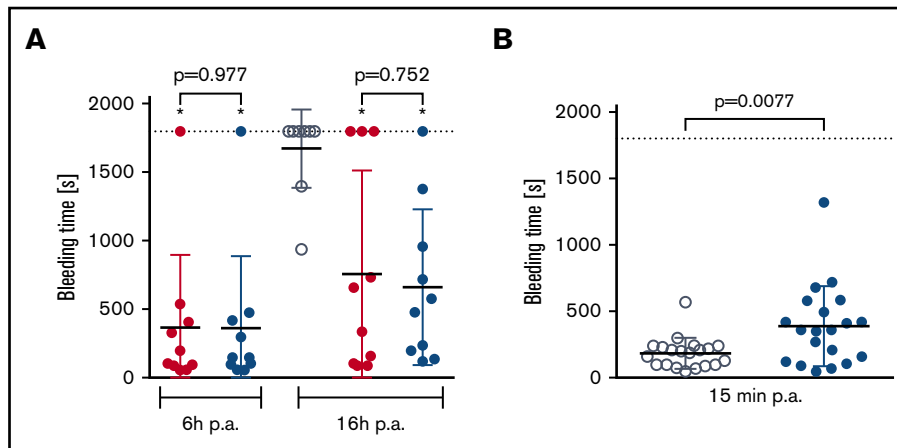 A
p=0.977
p=0.752
* * * *
2000
1500
1000
500
0
Bleeding time [s]
6h p.a.
16h p.a.
B
p=0.0077
2000
1500
1000
500
0
Bleeding time [s]
15 min p.a.